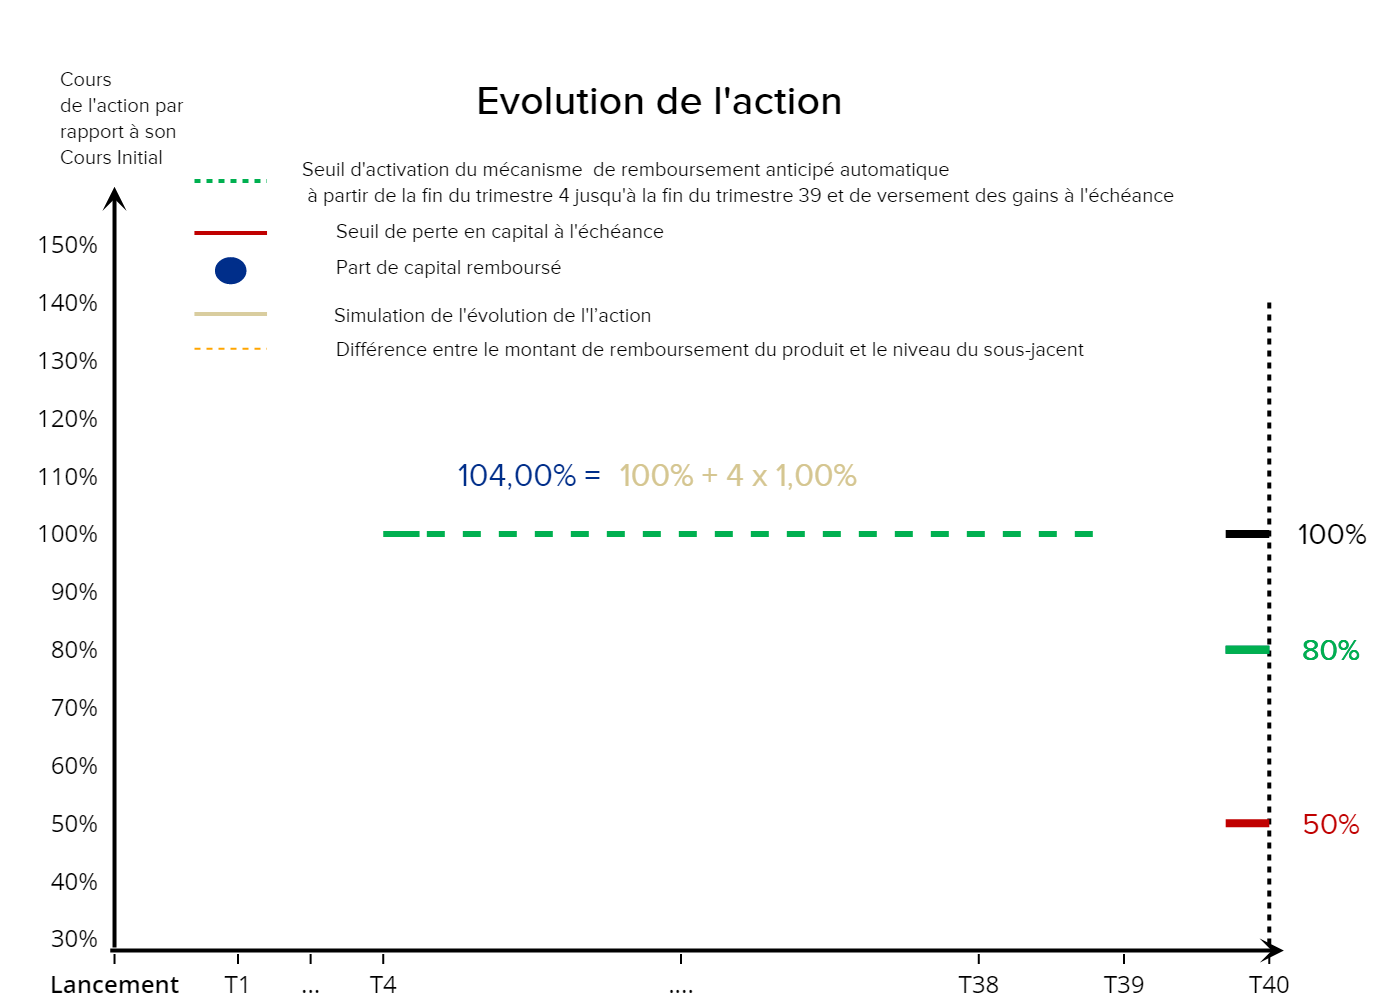 Cours
de l'action par
rapport à son
Cours Initial
Evolution de l'action
Seuil d'activation du mécanisme  de remboursement anticipé automatique
à partir de la fin du trimestre 4 jusqu'à la fin du trimestre 39 et de versement des gains à l'échéance
Seuil de perte en capital à l'échéance
Part de capital remboursé
Simulation de l'évolution de l'l’action
Différence entre le montant de remboursement du produit et le niveau du sous-jacent
150%
140%
130%
120%
110%
104,00% = 100% + 4 x 1,00%
100%
100%
90%
80%
80%
70%
60%
50%
50%
40%
30%
Lancement T1 ... T4 .... T38 T39 T40